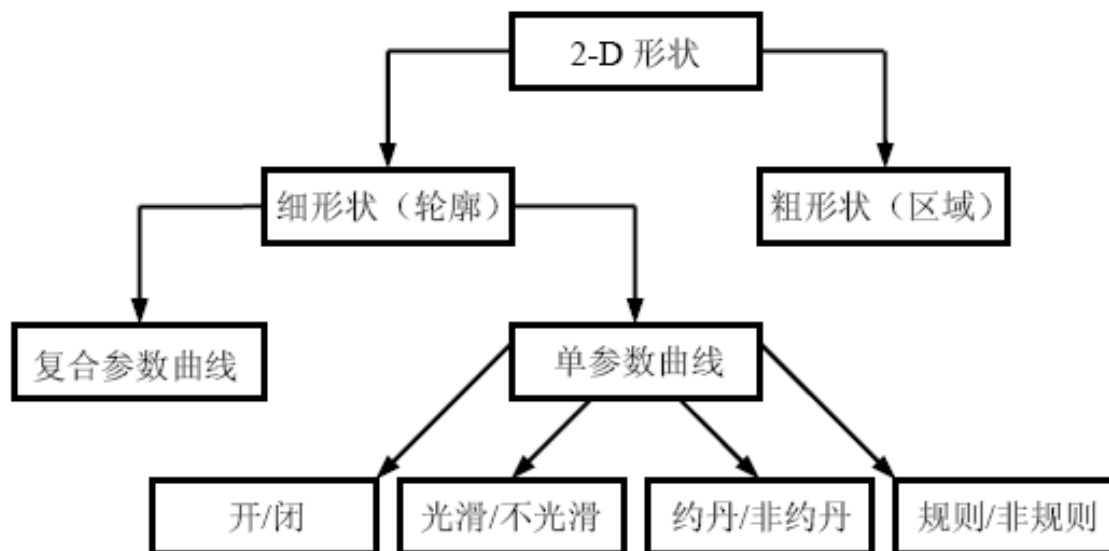 2-D 形状
细形状（轮廓）
粗形状（区域）
复合参数曲线
单参数曲线
开/闭
光滑/不光滑
约丹/非约丹
规则/非规则